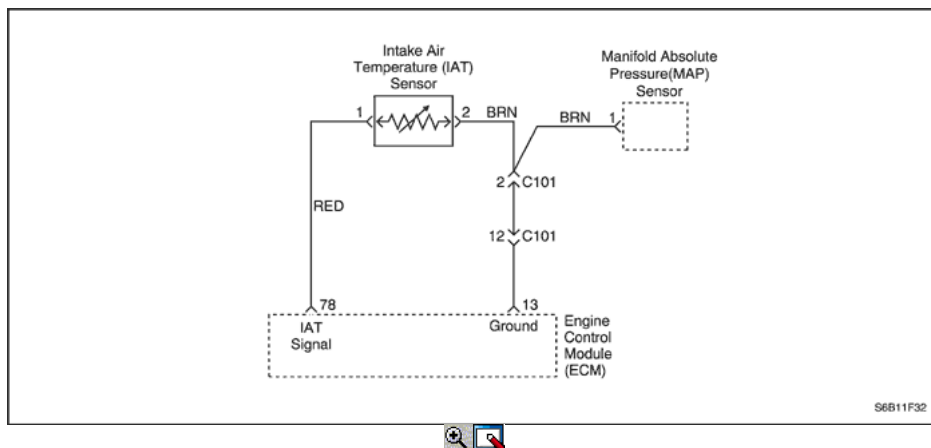 Intake Air
Temperature (IAT)
Sensor
Manifold Absolute
Pressure(MAP)
Sensor
1
2
BRN
BRN
1
2
C101
RED
12
C101
78
13
IAT
Signal
Ground
Engine
Control
Module
(ECM)
S6B11F32